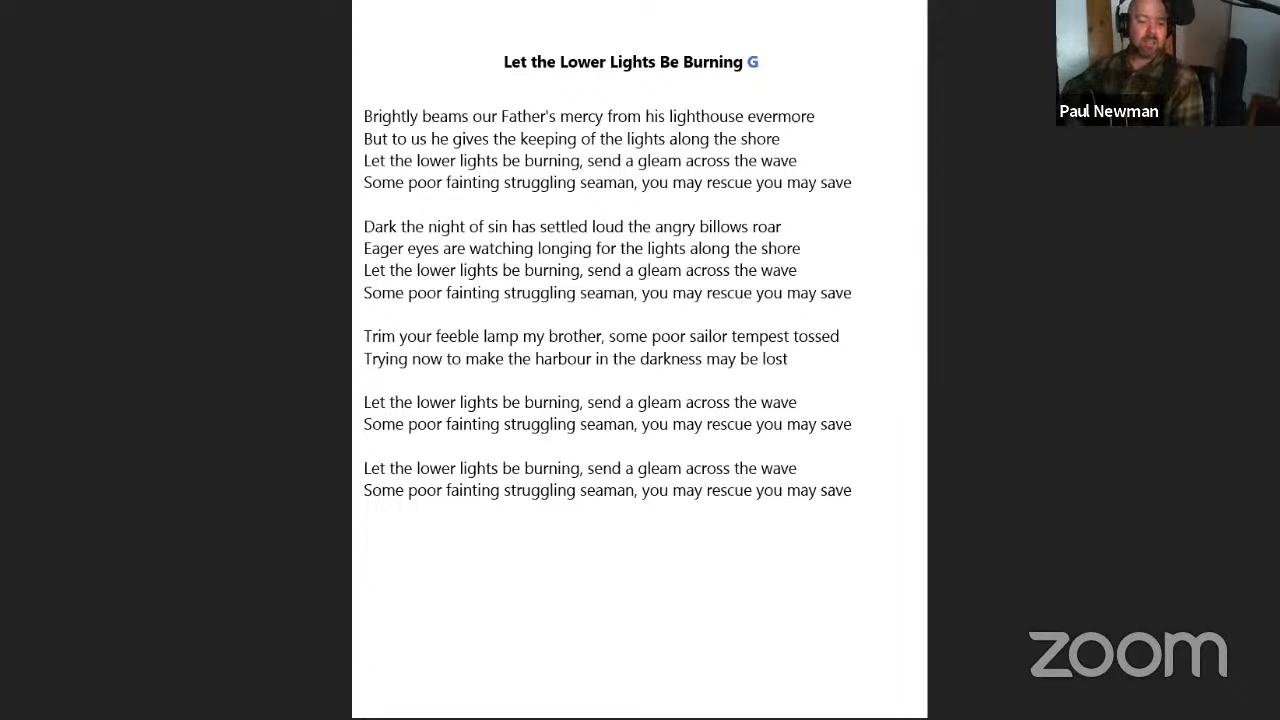 Let the Lower Lights Be Burning G
Brightly beams our Father's mercy from his lighthouse evermore
But to us he gives the keeping of the lights along the shore
Let the lower lights be burning, send a gleam across the wave
Some poor fainting struggling seaman, you may rescue you may save
Dark the night of sin has settled loud the angry billows roar
Eager eyes are watching longing for the lights along the shore
Let the lower lights be burning, send a gleam across the wave
Some poor fainting struggling seaman, you may rescue you may save
Trim your feeble lamp my brother, some poor sailor tempest tossed
Trying now to make the harbour in the darkness may be lost
Let the lower lights be burning, send a gleam across the wave
Some poor fainting struggling seaman, you may rescue you may save
Let the lower lights be burning, send a gleam across the wave
Some poor fainting struggling seaman, you may rescue you may save
Paul Newman
zoom